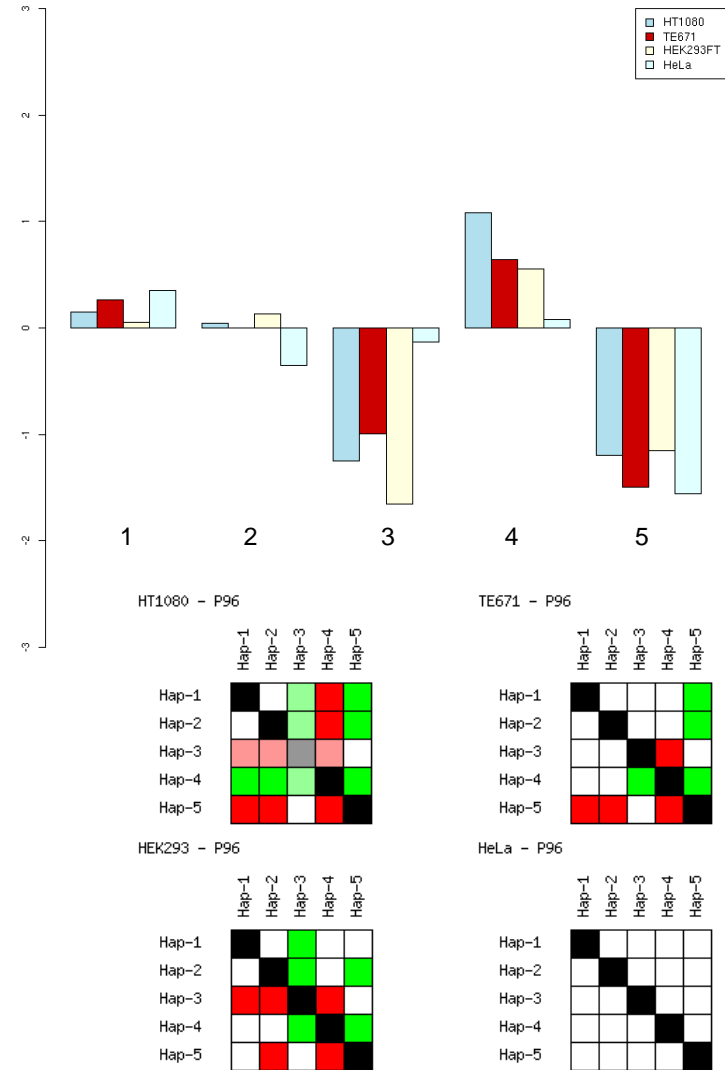 3
2
1
0
-1
-2
-3
HT1080
TE671
HEK293FT
HeLa
1 2 3 4 5
HT1080 - P96
Hap-1 Hap-2 Hap-3 Hap-4 Hap-5
Hap-1
Hap-2
Hap-3
Hap-4
Hap-5
TE671 - P96
Hap-1 Hap-2 Hap-3 Hap-4 Hap-5
Hap-1
Hap-2
Hap-3
Hap-4
Hap-5
HEK293 - P96
Hap-1 Hap-2 Hap-3 Hap-4 Hap-5
Hap-1
Hap-2
Hap-3
Hap-4
Hap-5
HeLa - P96
Hap-1 Hap-2 Hap-3 Hap-4 Hap-5
Hap-1
Hap-2
Hap-3
Hap-4
Hap-5